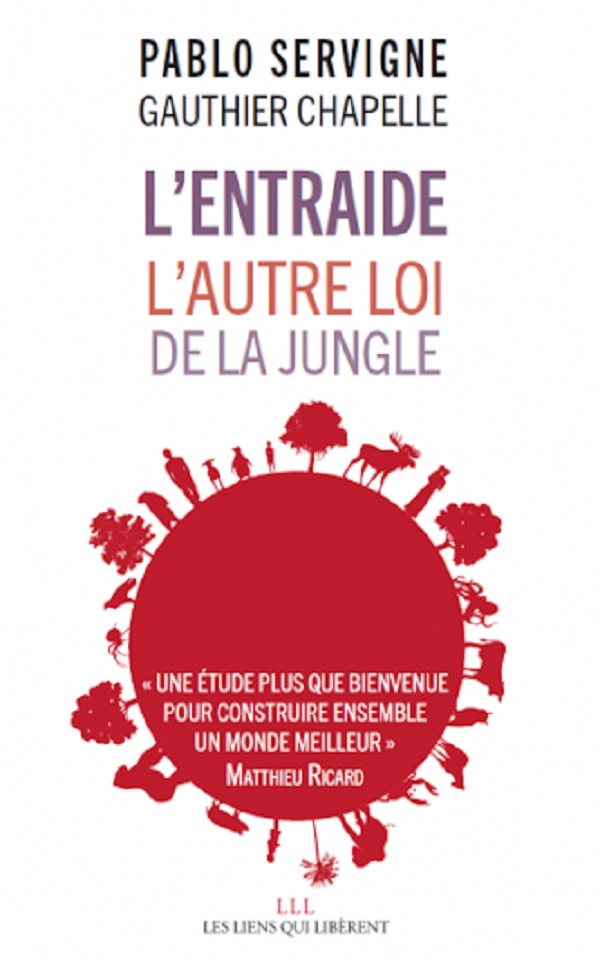 PABLO SERVIGNE
GAUTHIER CHAPELLE
L'ENTRAIDE
L'AUTRE LOI
DE LA JUNGLE
« UNE ÉTUDE PLUS QUE BIENVENUE
POUR CONSTRUIRE ENSEMBLE
UN MONDE MEILLEUR »
MATTHIEU RICARD
LLL
LES LIENS QUI LIBÈRENT